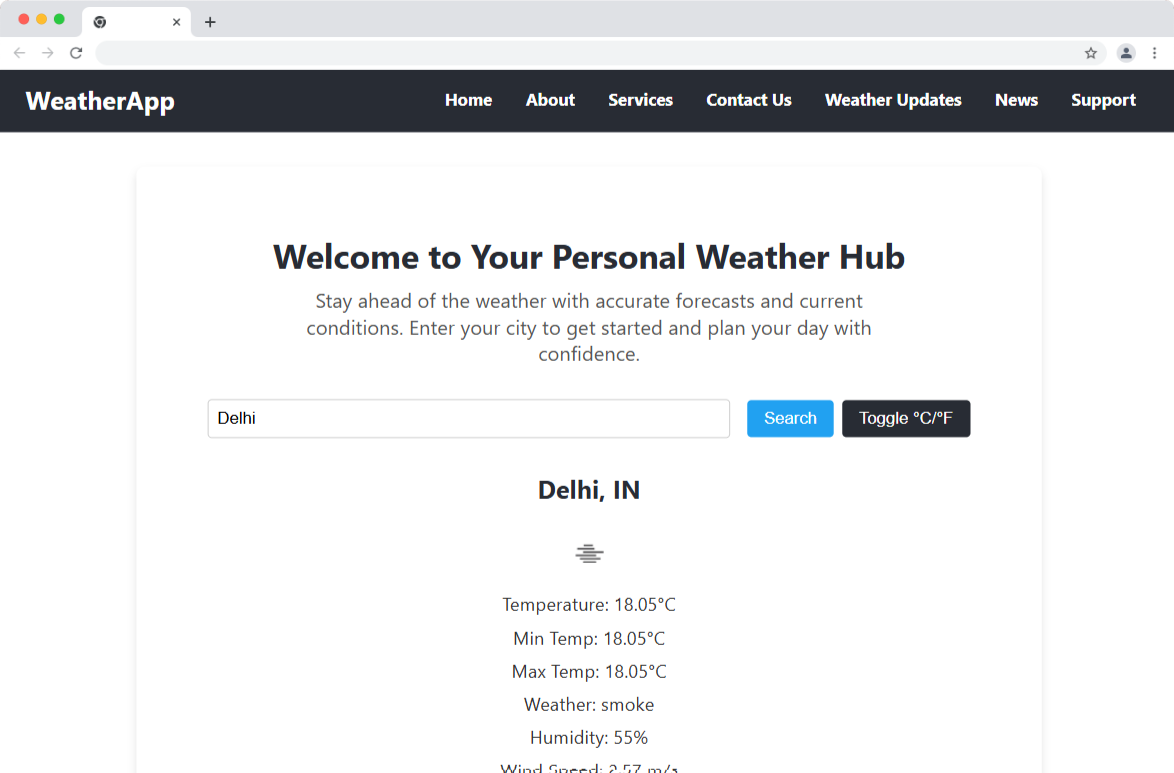 WeatherApp
Home About Services Contact Us Weather Updates News Support
Welcome to Your Personal Weather Hub
Stay ahead of the weather with accurate forecasts and current
conditions. Enter your city to get started and plan your day with
confidence.
Delhi Search Toggle °C/°F
Delhi, IN
Temperature: 18.05°C
Min Temp: 18.05°C
Max Temp: 18.05°C
Weather: smoke
Humidity: 55%
Wind Speed: 2.57 m/s